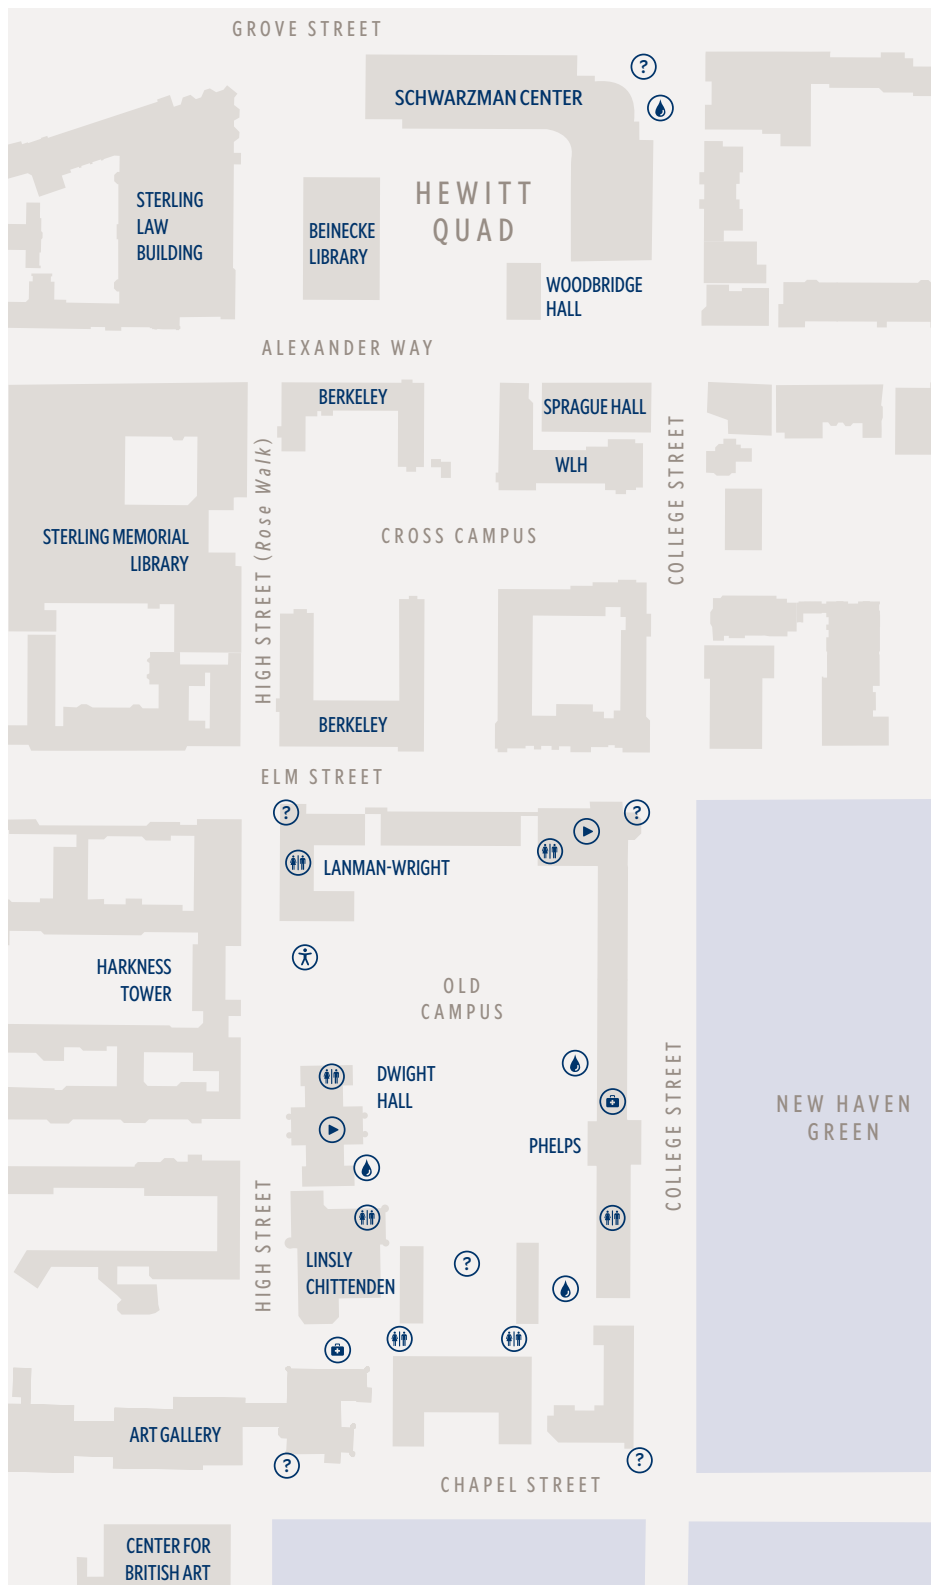 GROVE STREET
?
SCHWARZMAN CENTER
HEWITT
QUAD
STERLING
LAW
BUILDING
BEINECKE
LIBRARY
WOODBRIDGE
HALL
ALEXANDER WAY
BERKELEY
SPRAGUE HALL
WLH
COLLEGE STREET
HIGH STREET (Rose Walk)
CROSS CAMPUS
STERLING MEMORIAL
LIBRARY
BERKELEY
ELM STREET
?
?
LANMAN-WRIGHT
HARKNESS
TOWER
OLD
CAMPUS
DWIGHT
HALL
COLLEGE STREET
NEW HAVEN
GREEN
PHELPS
HIGH STREET
LINSLY
CHITTENDEN
?
ART GALLERY
?
?
CHAPEL STREET
CENTER FOR
BRITISH ART